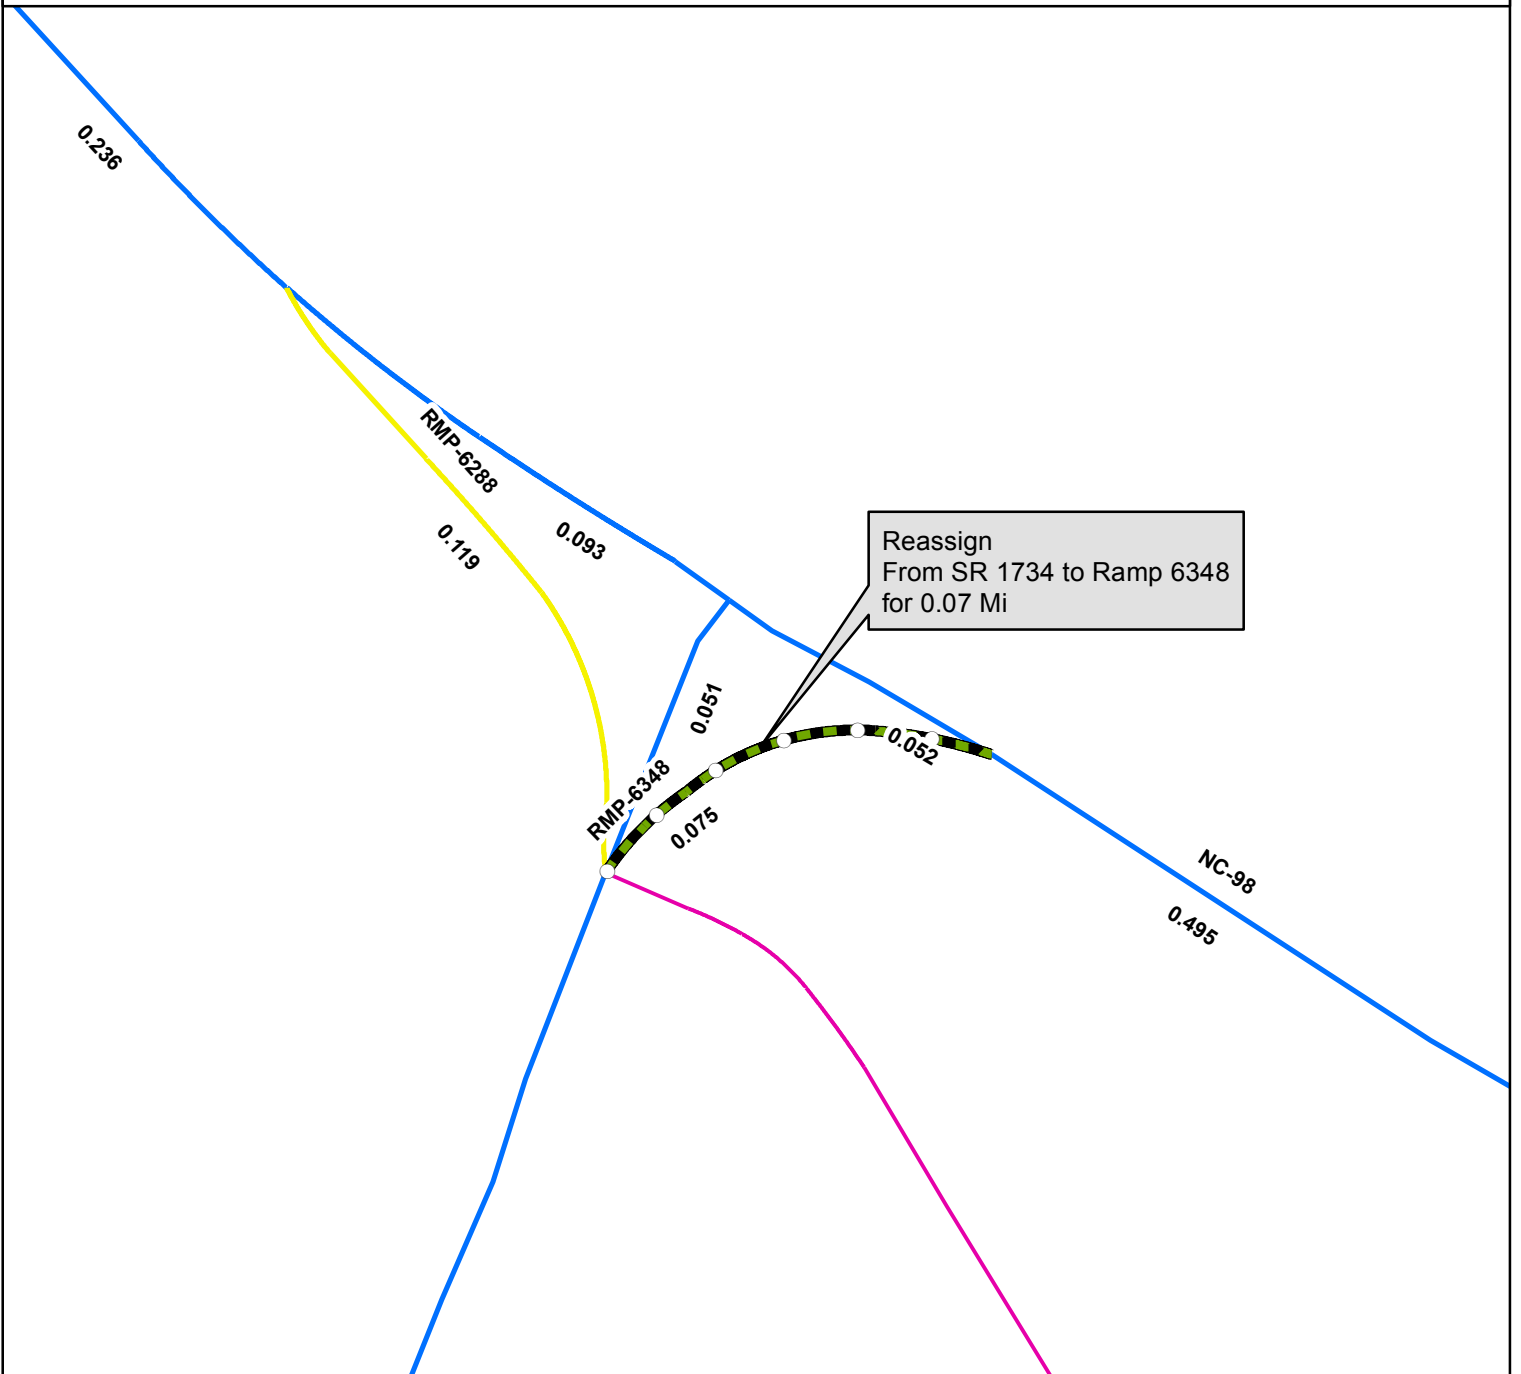 0.236
RMP-6288
0.119
0.093
Reassign
From SR 1734 to Ramp 6348
for 0.07 Mi
0.051
0.052
RMP-6348
0.075
NC-98
0.495